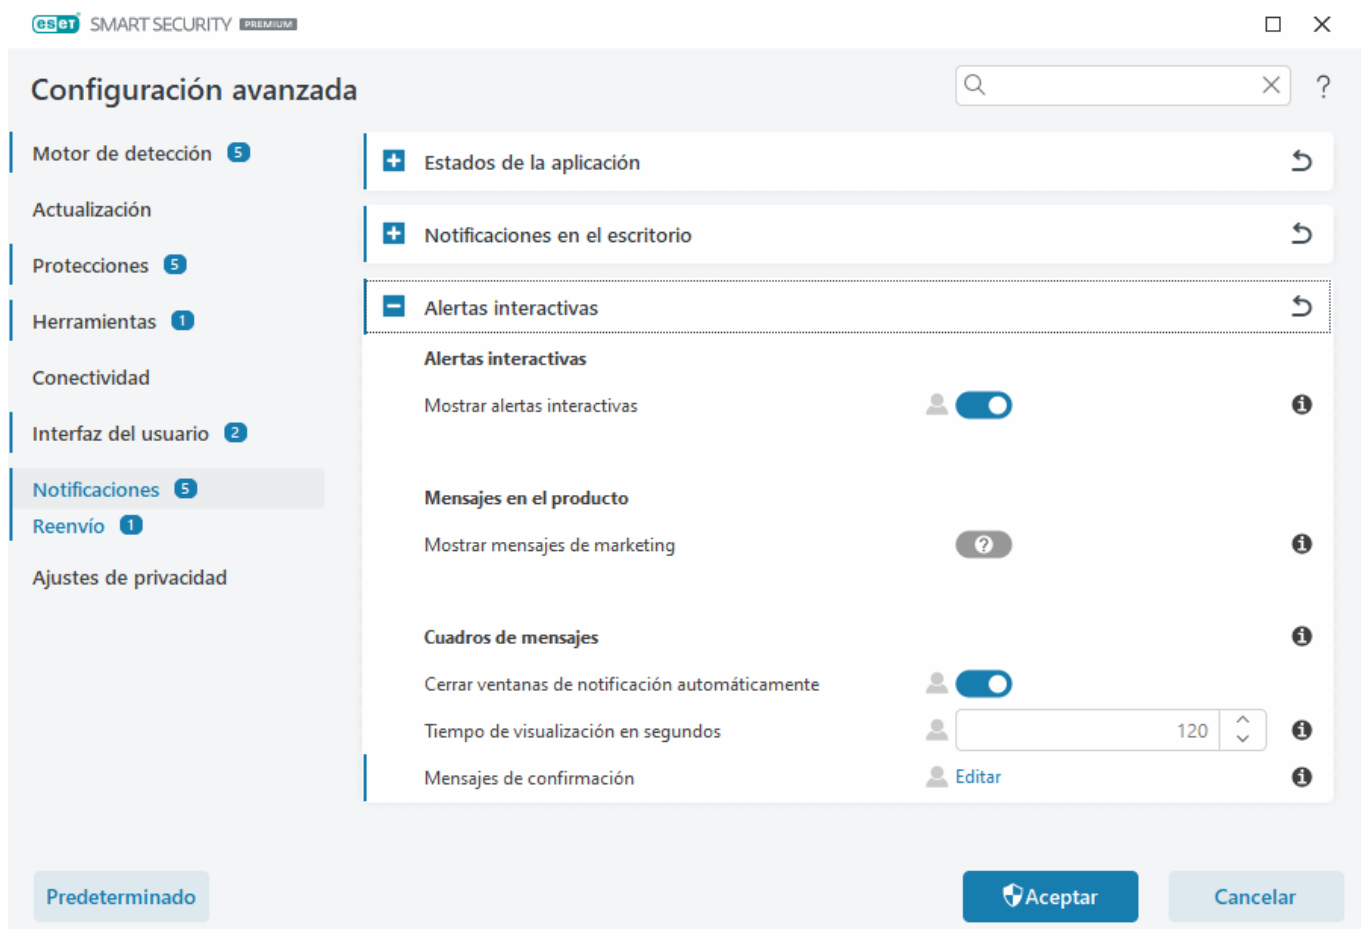 eset SMART SECURITY PREMIUM
Configuración avanzada
?
Motor de detección 5
Actualización
Protecciones 5
Herramientas 1
Conectividad
Interfaz del usuario 2
Notificaciones 5
Reenvío 1
Ajustes de privacidad
Estados de la aplicación
Notificaciones en el escritorio
Alertas interactivas
Alertas interactivas
Mostrar alertas interactivas
Mensajes en el producto
Mostrar mensajes de marketing ?
Cuadros de mensajes
Cerrar ventanas de notificación automáticamente
Tiempo de visualización en segundos 120
Mensajes de confirmación Editar
Predeterminado Aceptar Cancelar